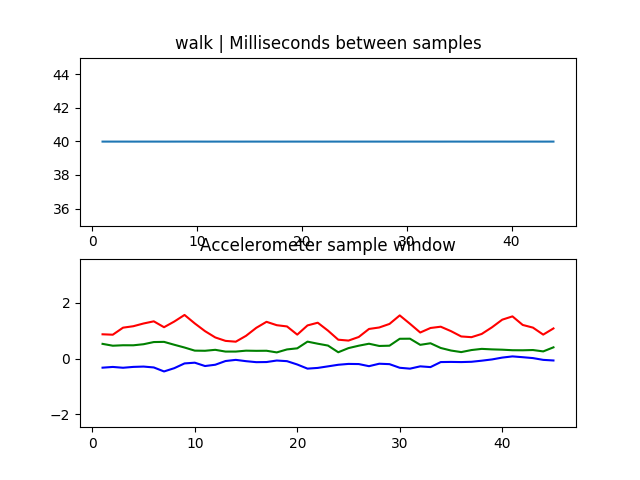 walk | Milliseconds between samples
44
42
40
38
36
0 10 20 30 40
Accelerometer sample window
2
0
−2
0 10 20 30 40